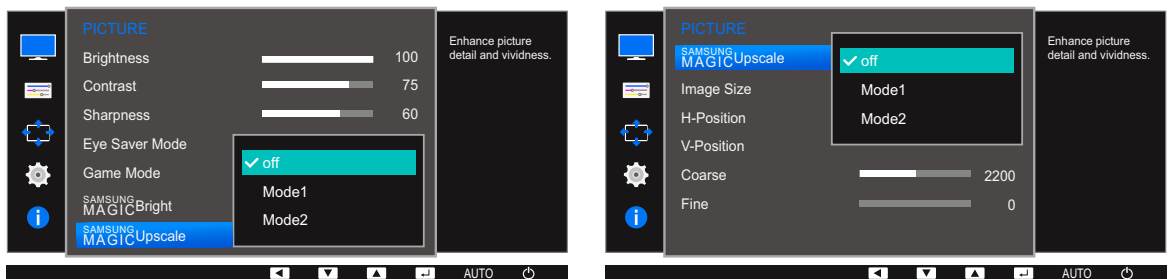 PICTURE
Brightness 100
Contrast 75
Sharpness 60
Eye Saver Mode
Game Mode
SAMSUNG
MAGICBright
SAMSUNG
MAGICUpscale
off
Mode1
Mode2
Enhance picture
detail and vividness.
AUTO
PICTURE
SAMSUNG
MAGICUpscale
Image Size
H-Position
V-Position
Coarse 2200
Fine 0
off
Mode1
Mode2
Enhance picture
detail and vividness.
AUTO